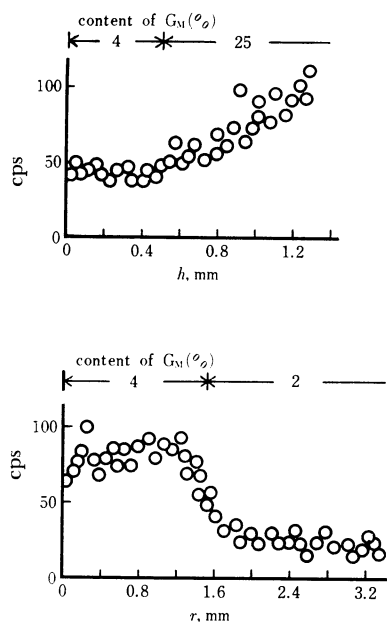 content of G_M(%)
4 25
100
50
0
cps
0 0.4 0.8 1.2
h, mm
content of G_M(%)
4 2
100
50
0
cps
0 0.8 1.6 2.4 3.2
r, mm